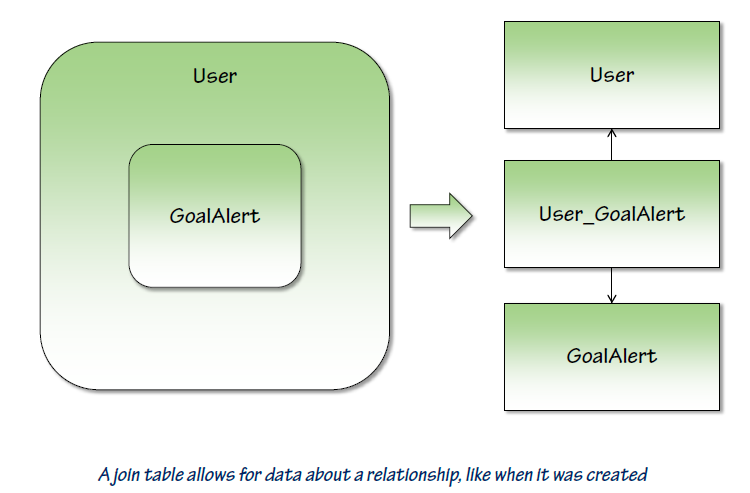 User
GoalAlert
User
User_GoalAlert
GoalAlert
A join table allows for data about a relationship, like when it was created